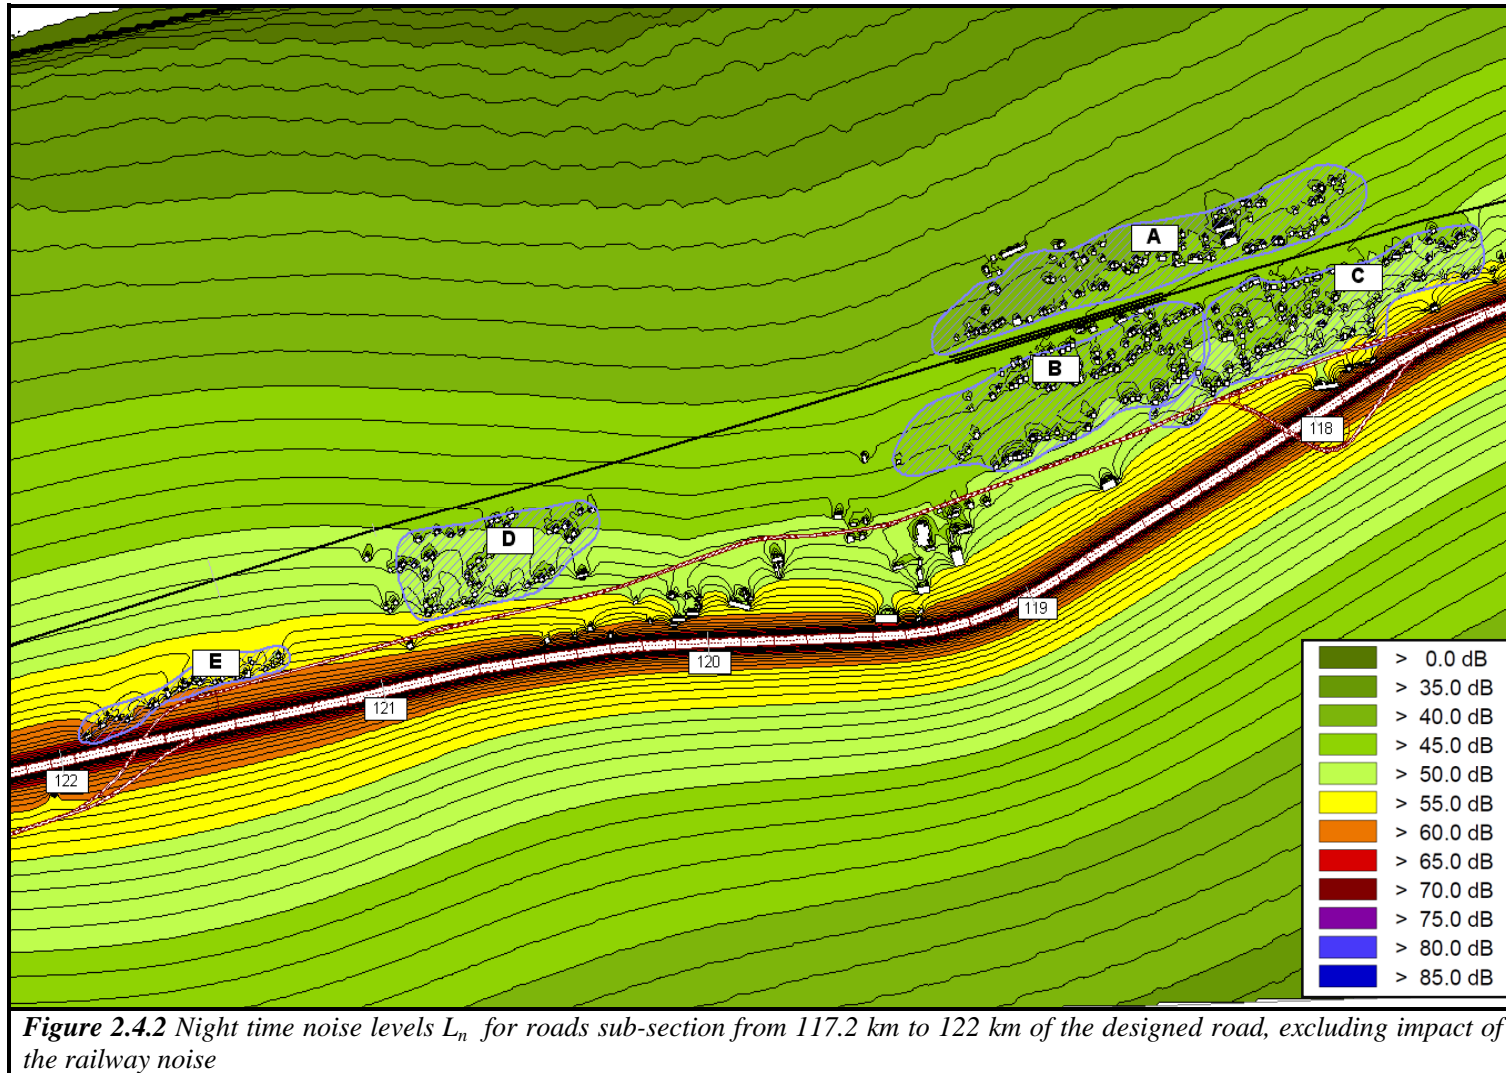 A
C
B
118
D
119
E
120
121
122
> 0.0 dB
> 35.0 dB
> 40.0 dB
> 45.0 dB
> 50.0 dB
> 55.0 dB
> 60.0 dB
> 65.0 dB
> 70.0 dB
> 75.0 dB
> 80.0 dB
> 85.0 dB
Figure 2.4.2 Night time noise levels Ln for roads sub-section from 117.2 km to 122 km of the designed road, excluding impact of
the railway noise